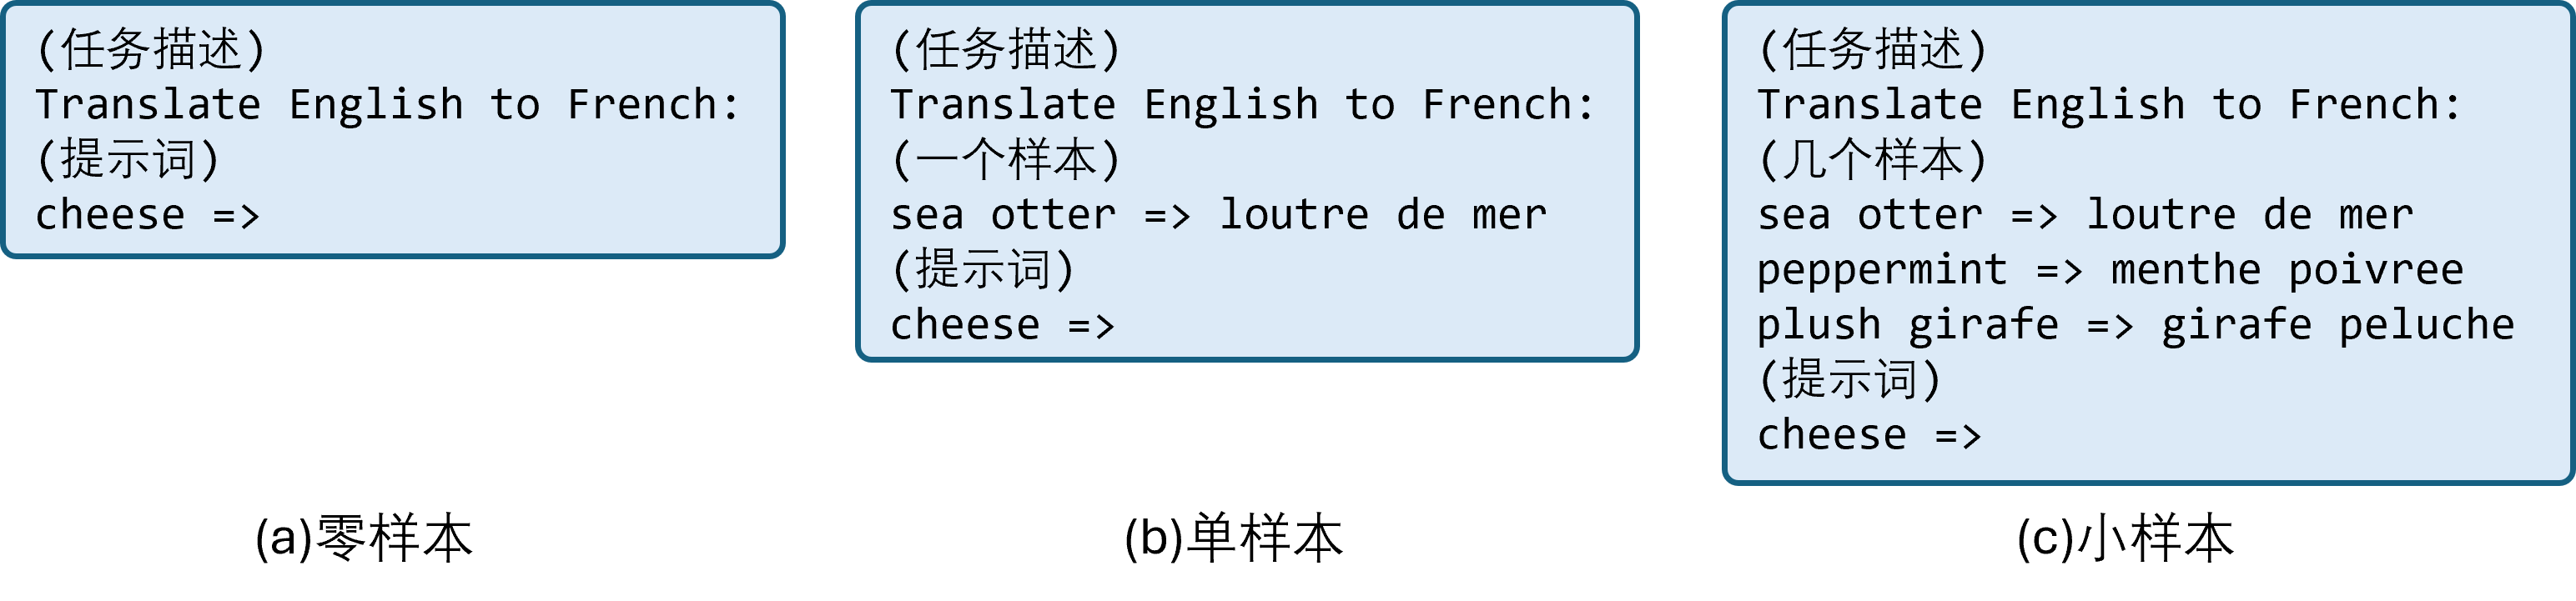 (任务描述)
Translate English to French:
(提示词)
cheese =>
(a)零样本
(任务描述)
Translate English to French:
(一个样本)
sea otter => loutre de mer
(提示词)
cheese =>
(b)单样本
(任务描述)
Translate English to French:
(几个样本)
sea otter => loutre de mer
peppermint => menthe poivree
plush girafe => girafe peluche
(提示词)
cheese =>
(c)小样本